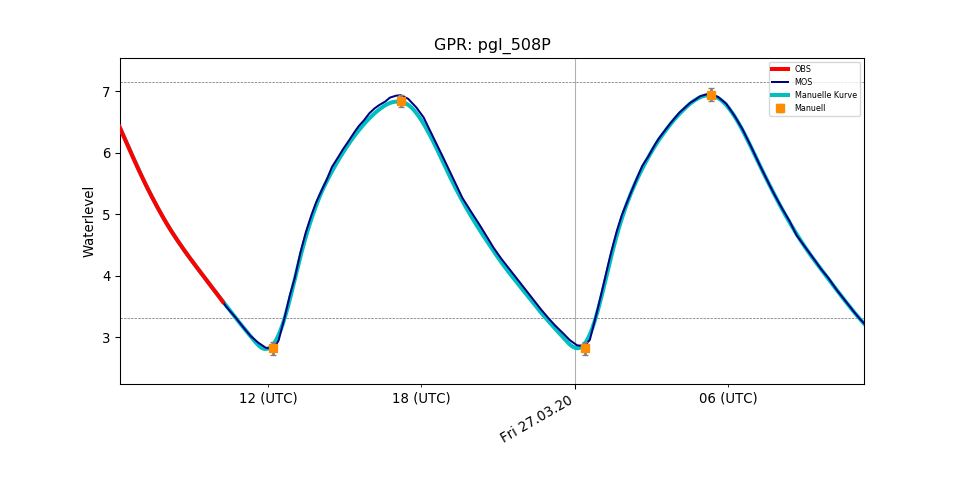 GPR: pgl_508P
OBS
MOS
Manuelle Kurve
Manuell
Waterlevel
7
6
5
4
3
12 (UTC)
18 (UTC)
Fri 27.03.20
06 (UTC)